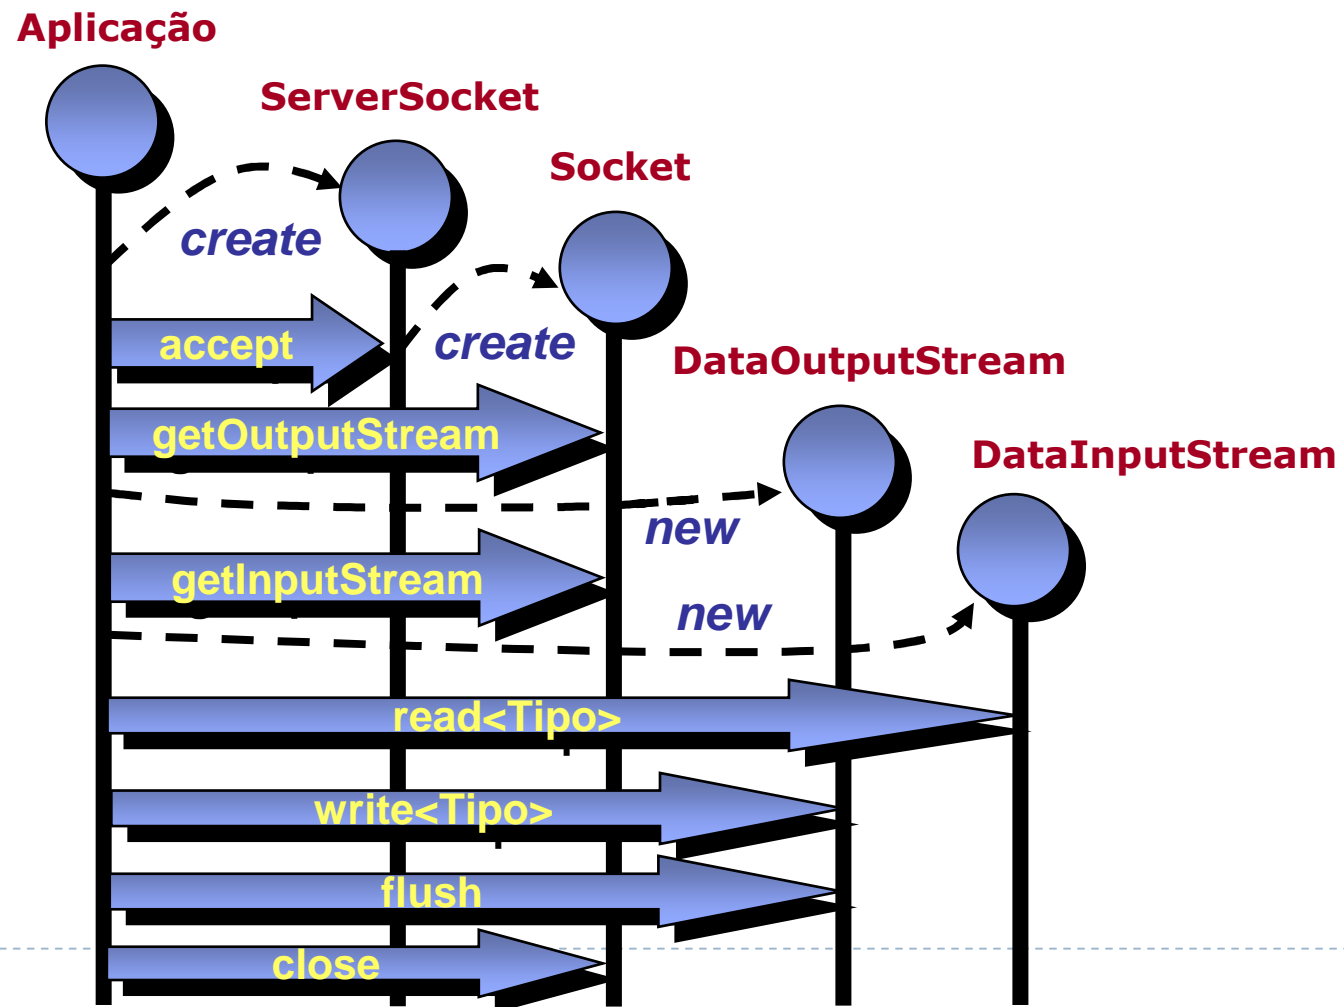 Aplicação
ServerSocket
Socket
create
accept
create
DataOutputStream
getOutputStream
DataInputStream
new
getInputStream
new
read<Tipo>
write<Tipo>
flush
close